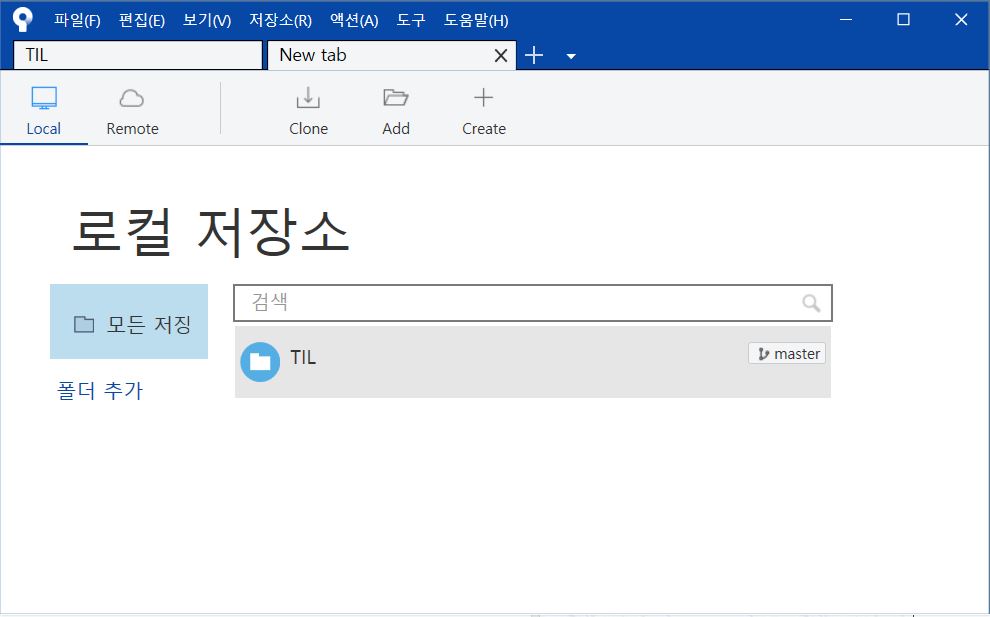 파일(F) 편집(E) 보기(V) 저장소(R) 액션(A) 도구 도움말(H)
TIL New tab
Local Remote Clone Add Create
로컬 저장소
검색
모든 저장
TIL master
폴더 추가